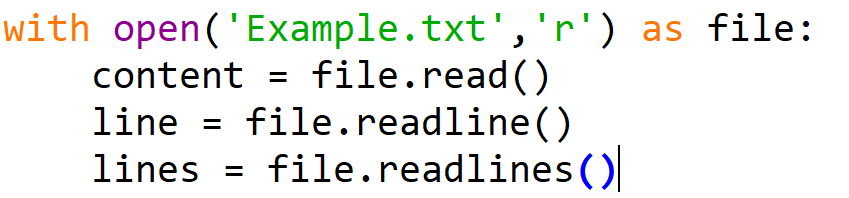 with open('Example.txt','r') as file:
    content = file.read()
    line = file.readline()
    lines = file.readlines()